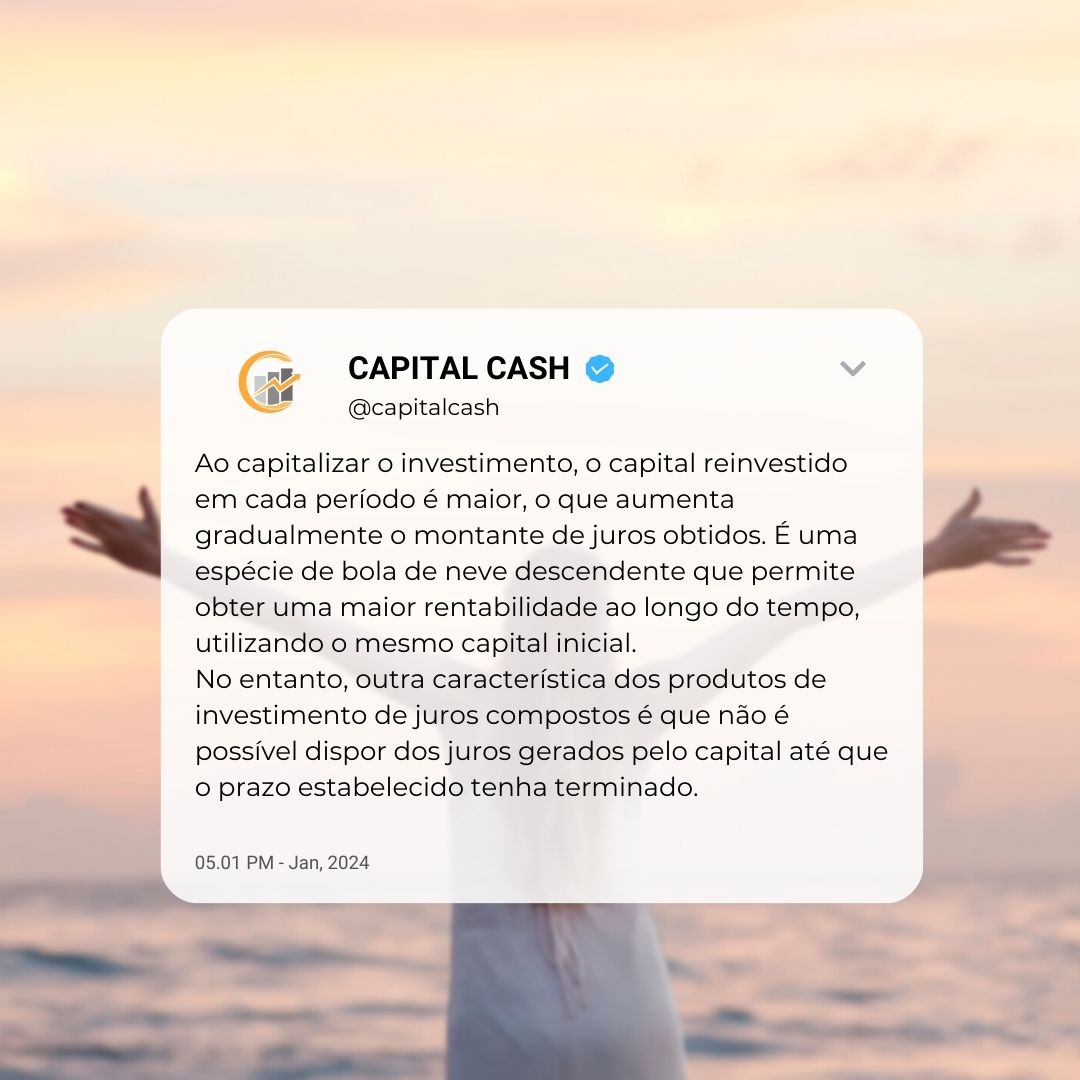 CAPITAL CASH
@capitalcash
Ao capitalizar o investimento, o capital reinvestido
em cada período é maior, o que aumenta
gradualmente o montante de juros obtidos. É uma
espécie de bola de neve descendente que permite
obter uma maior rentabilidade ao longo do tempo,
utilizando o mesmo capital inicial.
No entanto, outra característica dos produtos de
investimento de juros compostos é que não é
possível dispor dos juros gerados pelo capital até que
o prazo estabelecido tenha terminado.
05.01 PM - Jan, 2024